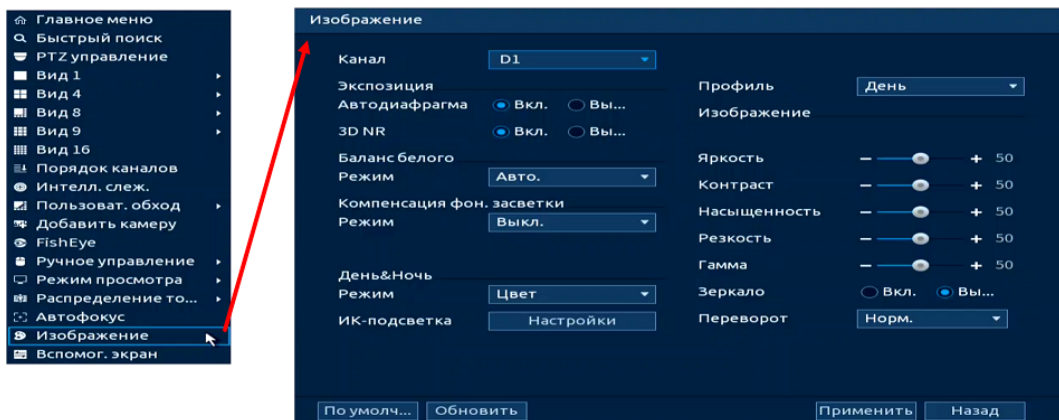 Главное меню
Быстрый поиск
PTZ управление
Вид 1
Вид 4
Вид 8
Вид 9
Вид 16
Порядок каналов
Интелл. слеж.
Пользоват. обход
Добавить камеру
FishEye
Ручное управление
Режим просмотра
Распределение то...
Автофокус
Изображение
Вспомог. экран
Изображение
Канал D1
Экспозиция
Автодиафрагма Вкл. Вы...
3D NR Вкл. Вы...
Баланс белого
Режим Авто.
Компенсация фон. засветки
Режим Выкл.
День&Ночь
Режим Цвет
ИК-подсветка Настройки
Профиль День
Изображение
Яркость − + 50
Контраст − + 50
Насыщенность − + 50
Резкость − + 50
Гамма − + 50
Зеркало Вкл. Вы...
Переворот Норм.
По умолч... Обновить Применить Назад